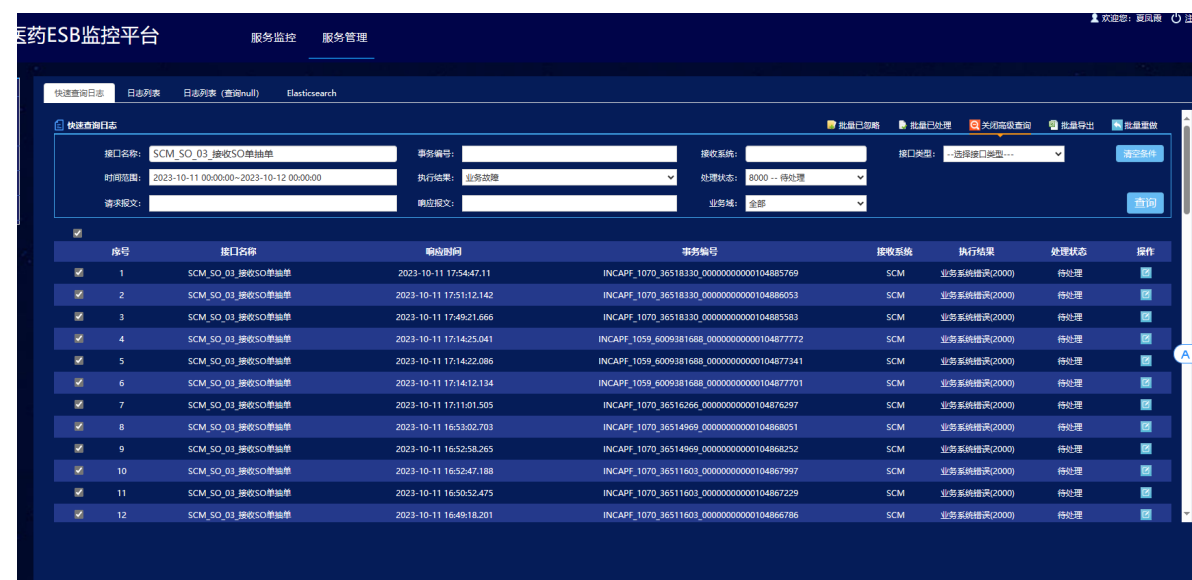 欢迎您：夏凤霞
医药ESB监控平台 服务监控 服务管理
快速查询日志 日志列表 日志列表（查询null） Elasticsearch
快速查询日志 批量已忽略 批量已处理 关闭高级查询 批量导出 批量重做
接口名称： SCM_SO_03_接收SO单抽单 事务编号： 接收系统： 接口类型： --选择接口类型--- 清空条件
时间范围： 2023-10-11 00:00:00~2023-10-12 00:00:00 执行结果： 业务故障 处理状态： 8000 -- 待处理
请求报文： 响应报文： 业务域： 全部 查询
序号 接口名称 响应时间 事务编号 接收系统 执行结果 处理状态 操作
1 SCM_SO_03_接收SO单抽单 2023-10-11 17:54:47.11 INCAPF_1070_36518330_00000000000104885769 SCM 业务系统错误(2000) 待处理
2 SCM_SO_03_接收SO单抽单 2023-10-11 17:51:12.142 INCAPF_1070_36518330_00000000000104886053 SCM 业务系统错误(2000) 待处理
3 SCM_SO_03_接收SO单抽单 2023-10-11 17:49:21.666 INCAPF_1070_36518330_00000000000104885583 SCM 业务系统错误(2000) 待处理
4 SCM_SO_03_接收SO单抽单 2023-10-11 17:14:25.041 INCAPF_1059_6009381688_00000000000104877772 SCM 业务系统错误(2000) 待处理
5 SCM_SO_03_接收SO单抽单 2023-10-11 17:14:22.086 INCAPF_1059_6009381688_00000000000104877341 SCM 业务系统错误(2000) 待处理
6 SCM_SO_03_接收SO单抽单 2023-10-11 17:14:12.134 INCAPF_1059_6009381688_00000000000104877701 SCM 业务系统错误(2000) 待处理
7 SCM_SO_03_接收SO单抽单 2023-10-11 17:11:01.505 INCAPF_1070_36516266_00000000000104876297 SCM 业务系统错误(2000) 待处理
8 SCM_SO_03_接收SO单抽单 2023-10-11 16:53:02.703 INCAPF_1070_36514969_00000000000104868051 SCM 业务系统错误(2000) 待处理
9 SCM_SO_03_接收SO单抽单 2023-10-11 16:52:58.265 INCAPF_1070_36514969_00000000000104868252 SCM 业务系统错误(2000) 待处理
10 SCM_SO_03_接收SO单抽单 2023-10-11 16:52:47.188 INCAPF_1070_36511603_00000000000104867997 SCM 业务系统错误(2000) 待处理
11 SCM_SO_03_接收SO单抽单 2023-10-11 16:50:52.475 INCAPF_1070_36511603_00000000000104867229 SCM 业务系统错误(2000) 待处理
12 SCM_SO_03_接收SO单抽单 2023-10-11 16:49:18.201 INCAPF_1070_36511603_00000000000104866786 SCM 业务系统错误(2000) 待处理